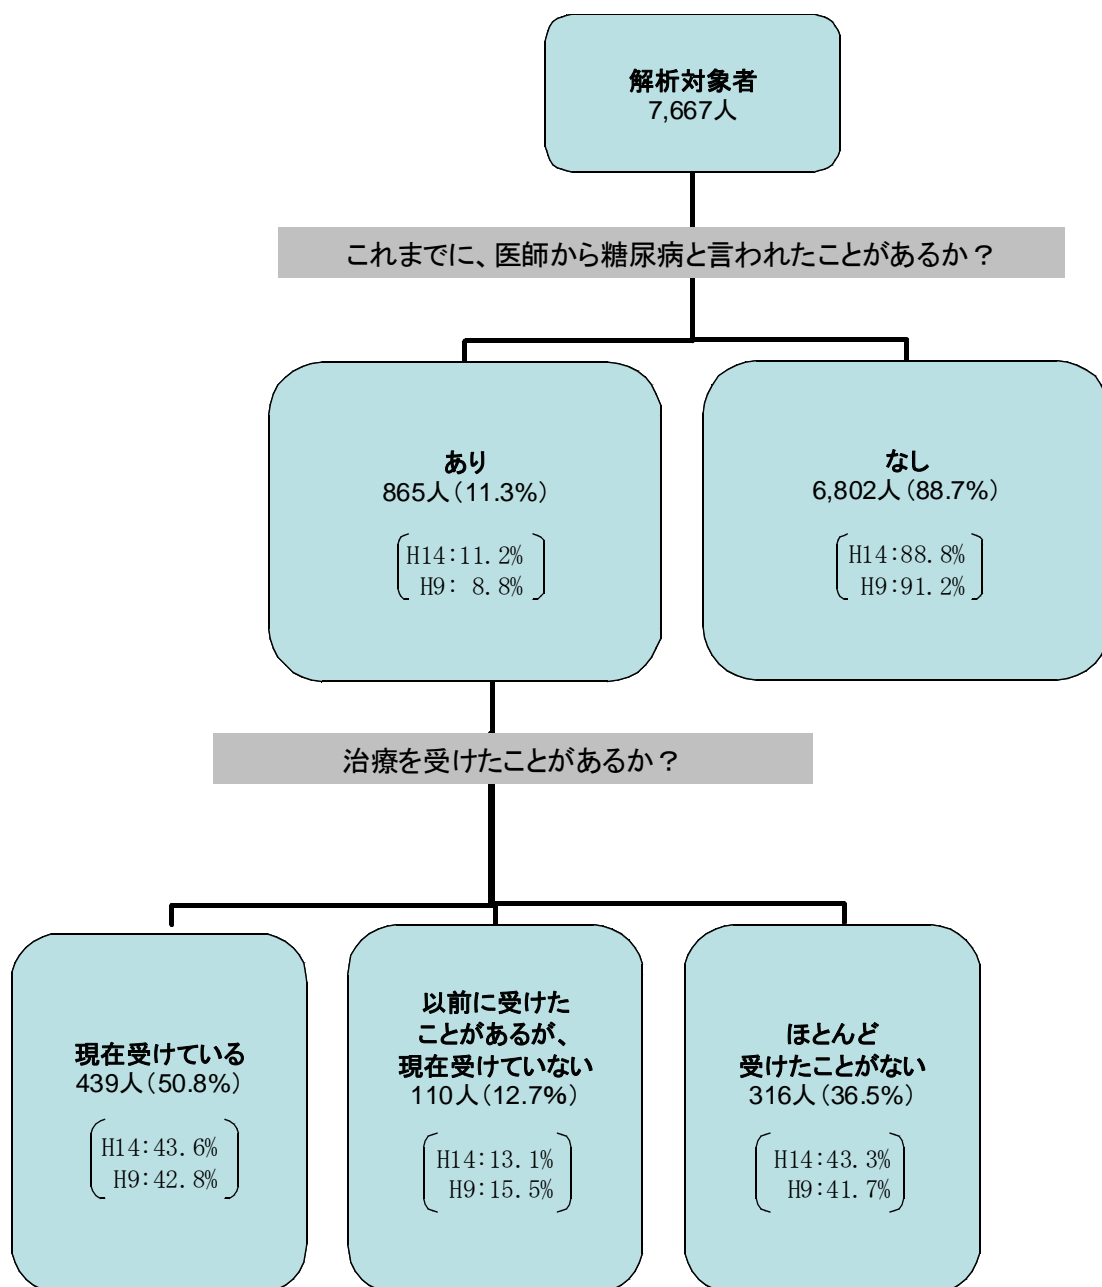 解析対象者
7,667人
これまでに、医師から糖尿病と言われたことがあるか？
あり
865人（11.3%）
H14:11.2%
H9: 8.8%
なし
6,802人（88.7%）
H14:88.8%
H9:91.2%
治療を受けたことがあるか？
現在受けている
439人（50.8%）
H14:43.6%
H9:42.8%
以前に受けた
ことがあるが、
現在受けていない
110人（12.7%）
H14:13.1%
H9:15.5%
ほとんど
受けたことがない
316人（36.5%）
H14:43.3%
H9:41.7%